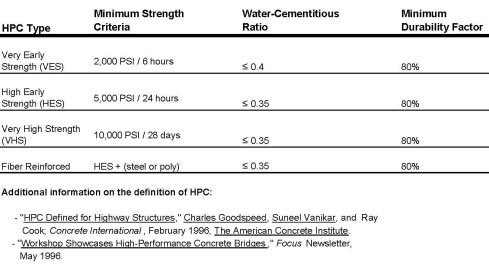 HPC Type Minimum Strength Criteria Water-Cementitious Ratio Minimum Durability Factor
Very Early Strength (VES) 2,000 PSI / 6 hours ≤ 0.4 80%
High Early Strength (HES) 5,000 PSI / 24 hours ≤ 0.35 80%
Very High Strength (VHS) 10,000 PSI / 28 days ≤ 0.35 80%
Fiber Reinforced HES + (steel or poly) ≤ 0.35 80%
Additional information on the definition of HPC:
- "HPC Defined for Highway Structures," Charles Goodspeed, Suneel Vanikar, and Ray
Cook; Concrete International , February 1996, The American Concrete Institute.
- "Workshop Showcases High-Performance Concrete Bridges ," Focus Newsletter,
May 1996.